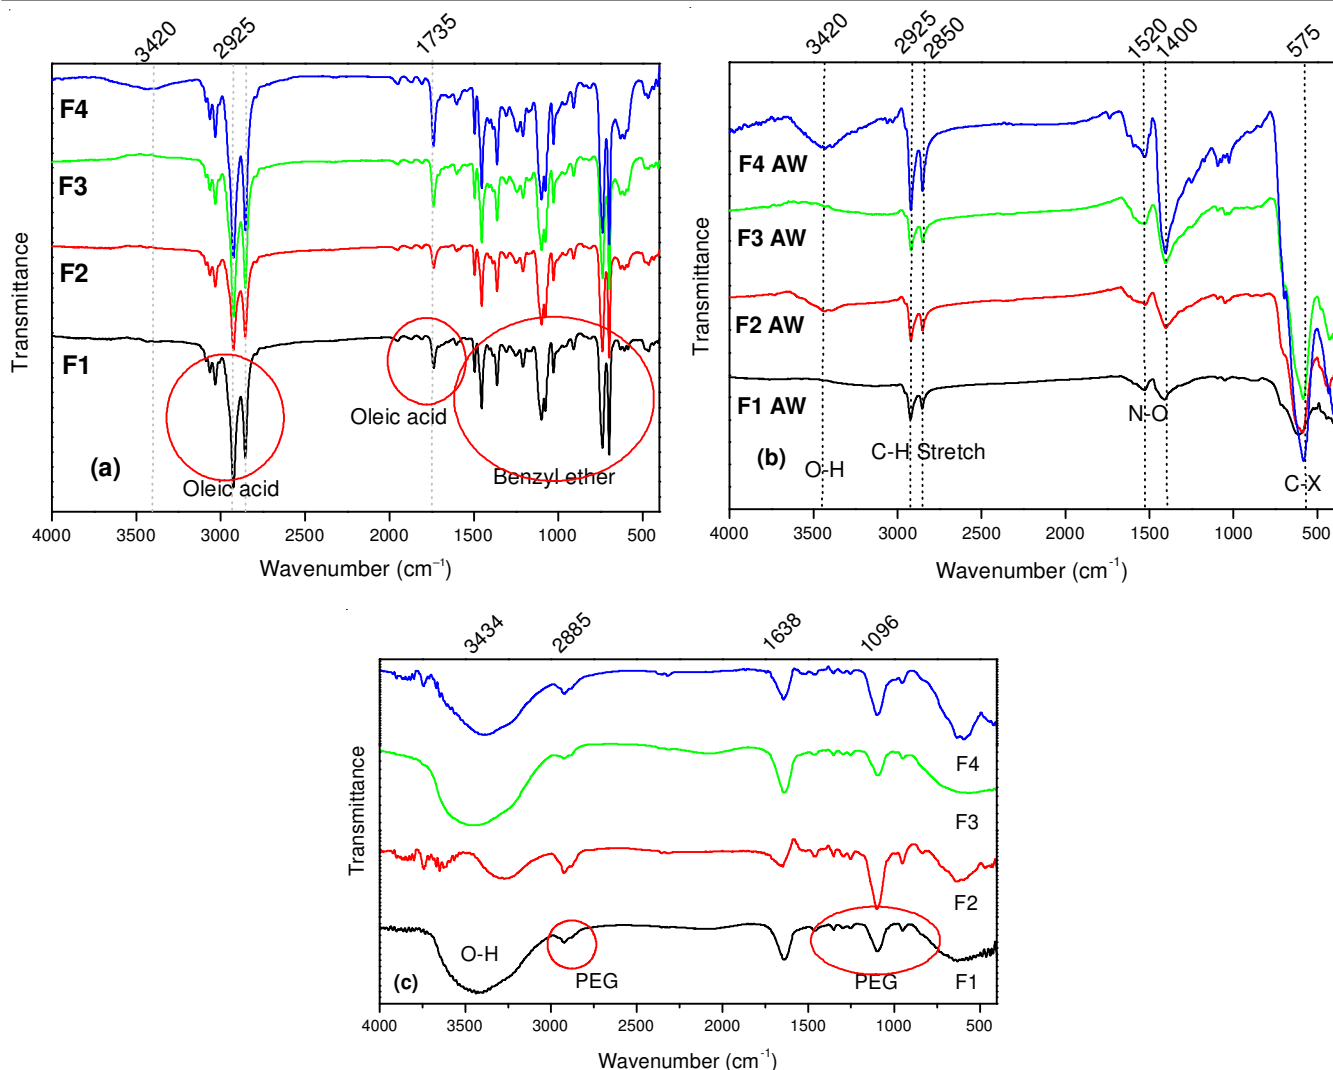 3420 2925 1735
F4
F3
F2
F1
Oleic acid
Oleic acid
Benzyl ether
(a)
Transmittance
4000 3500 3000 2500 2000 1500 1000 500
Wavenumber (cm⁻¹)
3420 2925 2850 1520 1400 575
F4 AW
F3 AW
F2 AW
F1 AW
N-O
C-H Stretch
(b)
O-H
C-X
Transmittance
4000 3500 3000 2500 2000 1500 1000 500
Wavenumber (cm⁻¹)
3434 2885 1638 1096
F4
F3
F2
F1
O-H
PEG
PEG
(c)
Transmittance
4000 3500 3000 2500 2000 1500 1000 500
Wavenumber (cm⁻¹)